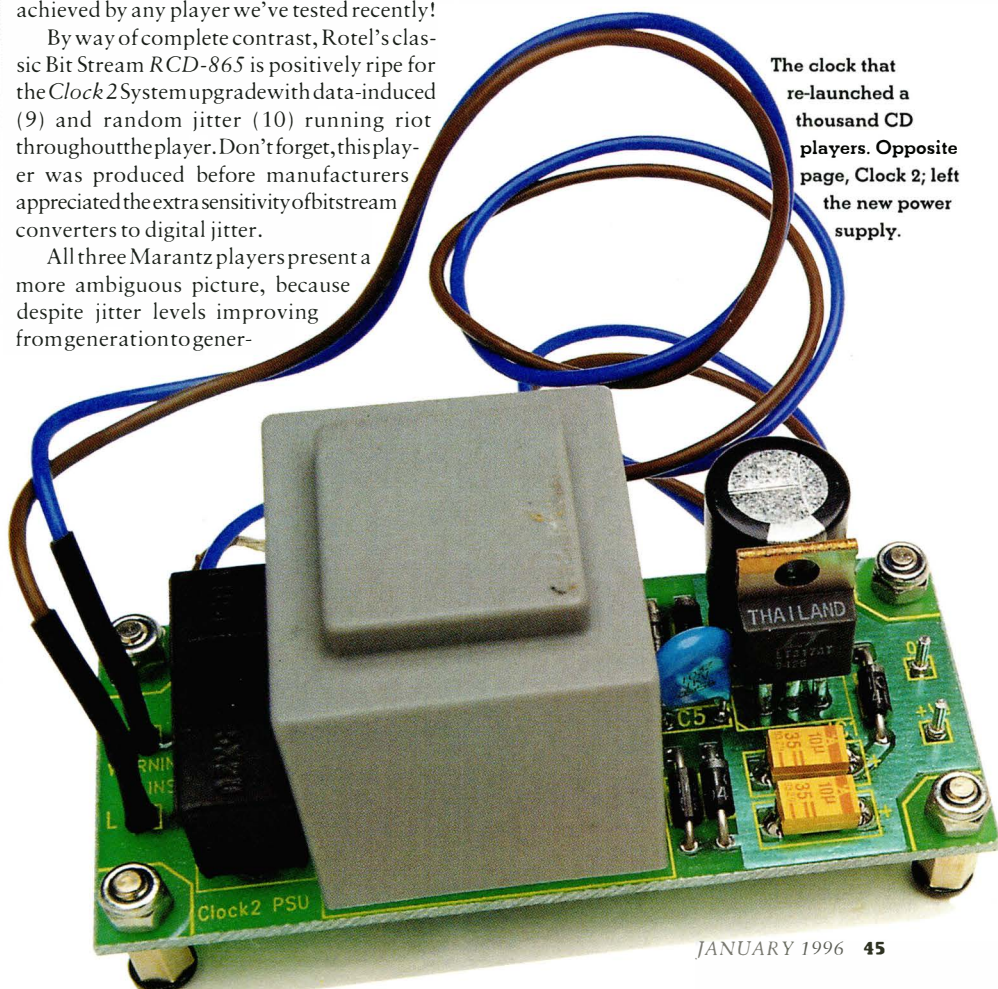 achieved by any player we've tested recently!
By way of complete contrast, Rotel's clas-
sic Bit Stream RCD-865 is positively ripe for
the Clock 2 System upgrade with data-induced
(9) and random jitter (10) running riot
throughout the player. Don't forget, this play-
er was produced before manufacturers
appreciated the extra sensitivity of bitstream
converters to digital jitter.
All three Marantz players present a
more ambiguous picture, because
despite jitter levels improving
from generation to gener-
The clock that
re-launched a
thousand CD
players. Opposite
page, Clock 2; left
the new power
supply.
THAILAND
C5
10µ
35
10µ
35
+
+
L
Clock2 PSU
JANUARY 1996 45